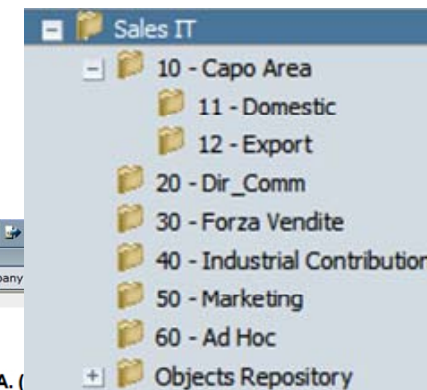 Sales IT
10 - Capo Area
11 - Domestic
12 - Export
20 - Dir_Comm
30 - Forza Vendite
40 - Industrial Contribution
50 - Marketing
60 - Ad Hoc
Objects Repository
pany
A. (